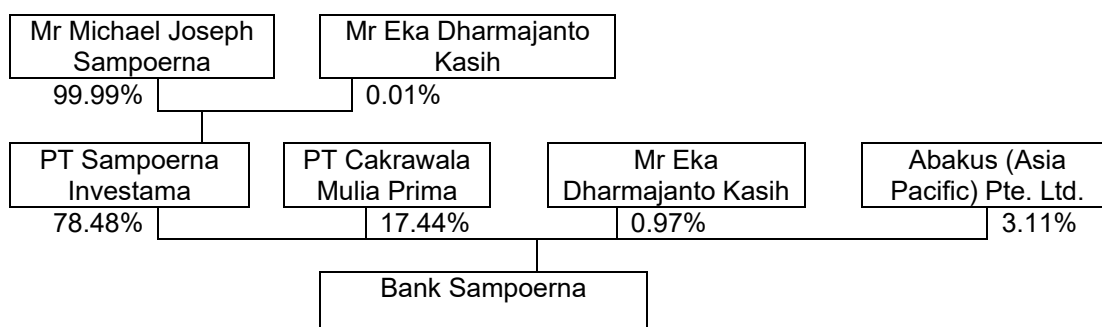 Mr Michael Joseph
Sampoerna
Mr Eka Dharmajanto
Kasih
99.99%
0.01%
PT Sampoerna
Investama
PT Cakrawala
Mulia Prima
Mr Eka
Dharmajanto Kasih
Abakus (Asia
Pacific) Pte. Ltd.
78.48%
17.44%
0.97%
3.11%
Bank Sampoerna